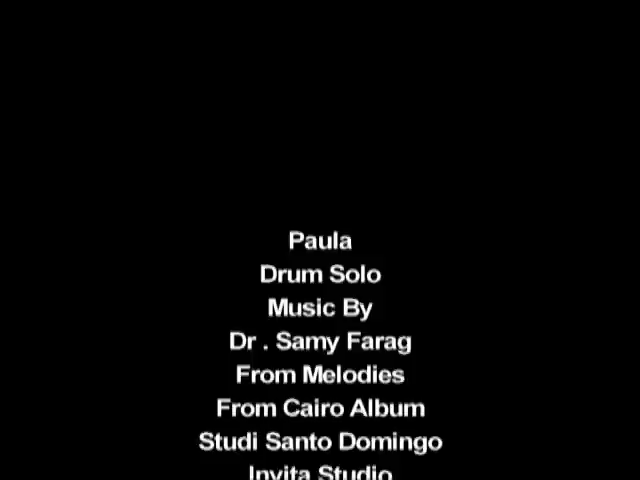 Paula
Drum Solo
Music By
Dr . Samy Farag
From Melodies
From Cairo Album
Studi Santo Domingo
Invita Studio